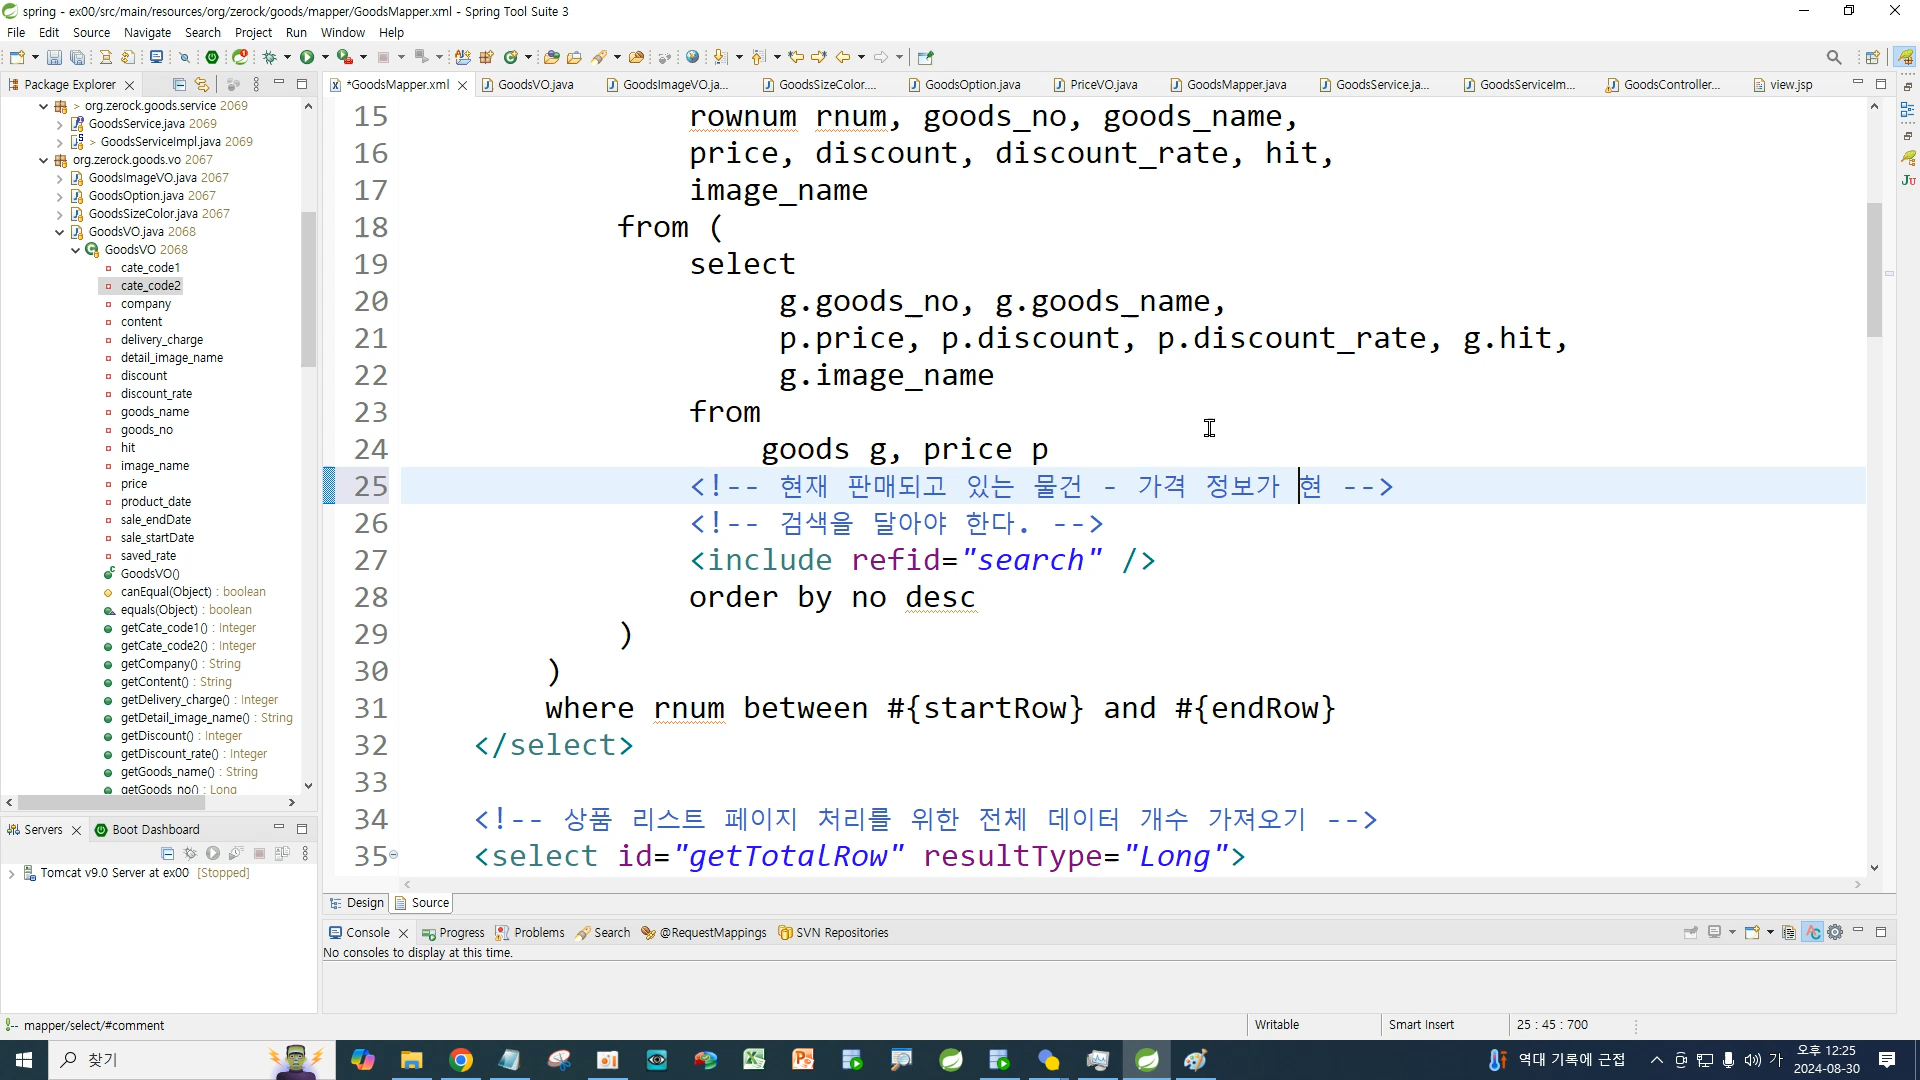 spring - ex00/src/main/resources/org/zerock/goods/mapper/GoodsMapper.xml - Spring Tool Suite 3
File Edit Source Navigate Search Project Run Window Help
Package Explorer
*GoodsMapper.xml GoodsVO.java GoodsImageVO.ja... GoodsSizeColor.... GoodsOption.java PriceVO.java GoodsMapper.java GoodsService.ja... GoodsServiceIm... GoodsController... view.jsp
> org.zerock.goods.service 2069
GoodsService.java 2069
> GoodsServiceImpl.java 2069
org.zerock.goods.vo 2067
GoodsImageVO.java 2067
GoodsOption.java 2067
GoodsSizeColor.java 2067
GoodsVO.java 2068
GoodsVO 2068
cate_code1
cate_code2
company
content
delivery_charge
detail_image_name
discount
discount_rate
goods_name
goods_no
hit
image_name
price
product_date
sale_endDate
sale_startDate
saved_rate
GoodsVO()
canEqual(Object) : boolean
equals(Object) : boolean
getCate_code1() : Integer
getCate_code2() : Integer
getCompany() : String
getContent() : String
getDelivery_charge() : Integer
getDetail_image_name() : String
getDiscount() : Integer
getDiscount_rate() : Integer
getGoods_name() : String
getGoods_no() : Long
15 rownum rnum, goods_no, goods_name,
16 price, discount, discount_rate, hit,
17 image_name
18 from (
19 select
20 g.goods_no, g.goods_name,
21 p.price, p.discount, p.discount_rate, g.hit,
22 g.image_name
23 from
24 goods g, price p
25 <!-- 현재 판매되고 있는 물건 - 가격 정보가 현 -->
26 <!-- 검색을 달아야 한다. -->
27 <include refid="search" />
28 order by no desc
29 )
30 )
31 where rnum between #{startRow} and #{endRow}
32 </select>
33
34 <!-- 상품 리스트 페이지 처리를 위한 전체 데이터 개수 가져오기 -->
35 <select id="getTotalRow" resultType="Long">
Design Source
Servers Boot Dashboard
Tomcat v9.0 Server at ex00 [Stopped]
Console Progress Problems Search @RequestMappings SVN Repositories
No consoles to display at this time.
mapper/select/#comment
Writable Smart Insert 25 : 45 : 700
찾기
역대 기록에 근접
가
오후 12:25
2024-08-30